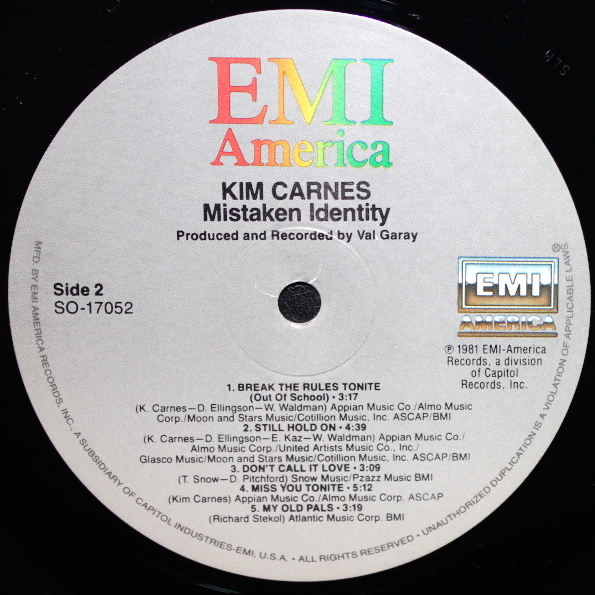 EMI
America
KIM CARNES
Mistaken Identity
Produced and Recorded by Val Garay
Side 2
SO-17052
®
EMI
AMERICA
℗ 1981 EMI-America
Records, a division
of Capitol
Records, Inc.
1. BREAK THE RULES TONITE
(Out Of School) • 3:17
(K. Carnes—D. Ellingson—W. Waldman) Appian Music Co./Almo Music
Corp./Moon and Stars Music/Cotillion Music, Inc. ASCAP/BMI
2. STILL HOLD ON • 4:39
(K. Carnes—D. Ellingson—E. Kaz—W. Waldman) Appian Music Co./
Almo Music Corp./United Artists Music Co., Inc./
Glasco Music/Moon and Stars Music/Cotillion Music, Inc. ASCAP/BMI
3. DON'T CALL IT LOVE • 3:09
(T. Snow—D. Pitchford) Snow Music/Pzazz Music BMI
4. MISS YOU TONITE • 5:12
(Kim Carnes) Appian Music Co./Almo Music Corp. ASCAP
5. MY OLD PALS • 3:19
(Richard Stekol) Atlantic Music Corp. BMI
MFD. BY EMI AMERICA RECORDS, INC., A SUBSIDIARY OF CAPITOL INDUSTRIES-EMI, U.S.A. • ALL RIGHTS RESERVED • UNAUTHORIZED DUPLICATION IS A VIOLATION OF APPLICABLE LAWS.
SLM